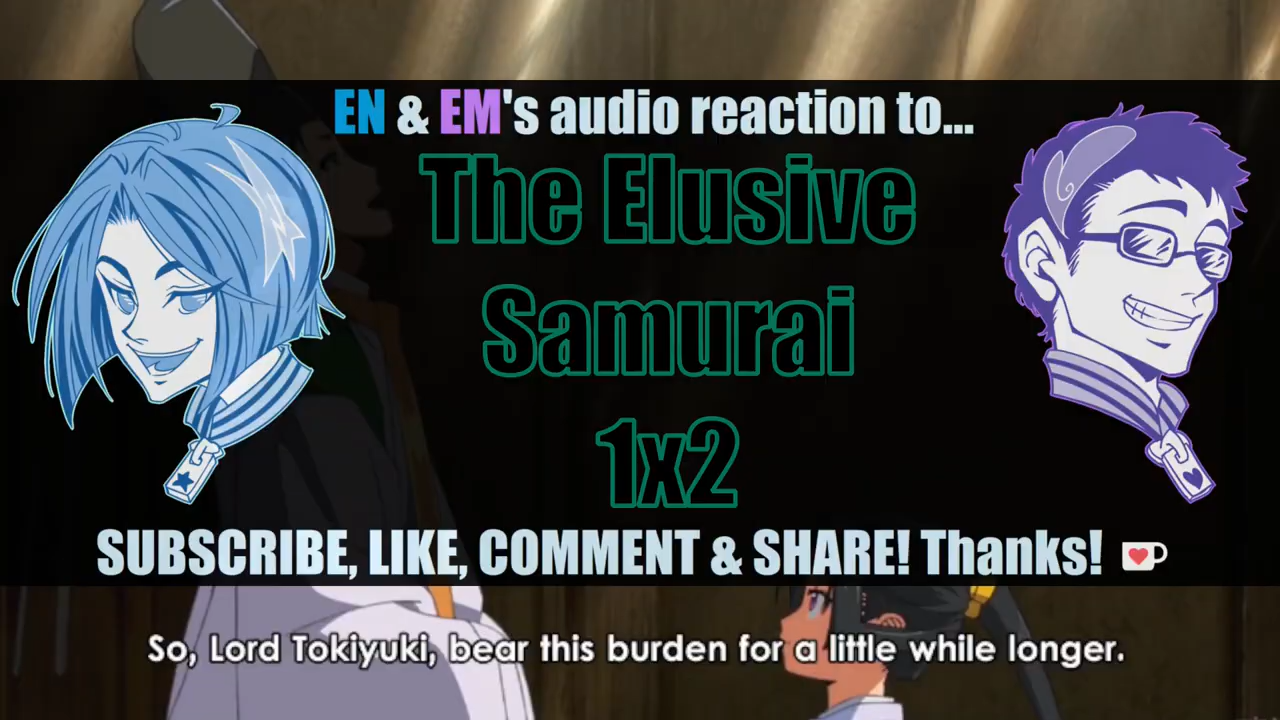 EN & EM's audio reaction to...
The Elusive
Samurai
1x2
SUBSCRIBE, LIKE, COMMENT & SHARE! Thanks!
So, Lord Tokiyuki, bear this burden for a little while longer.